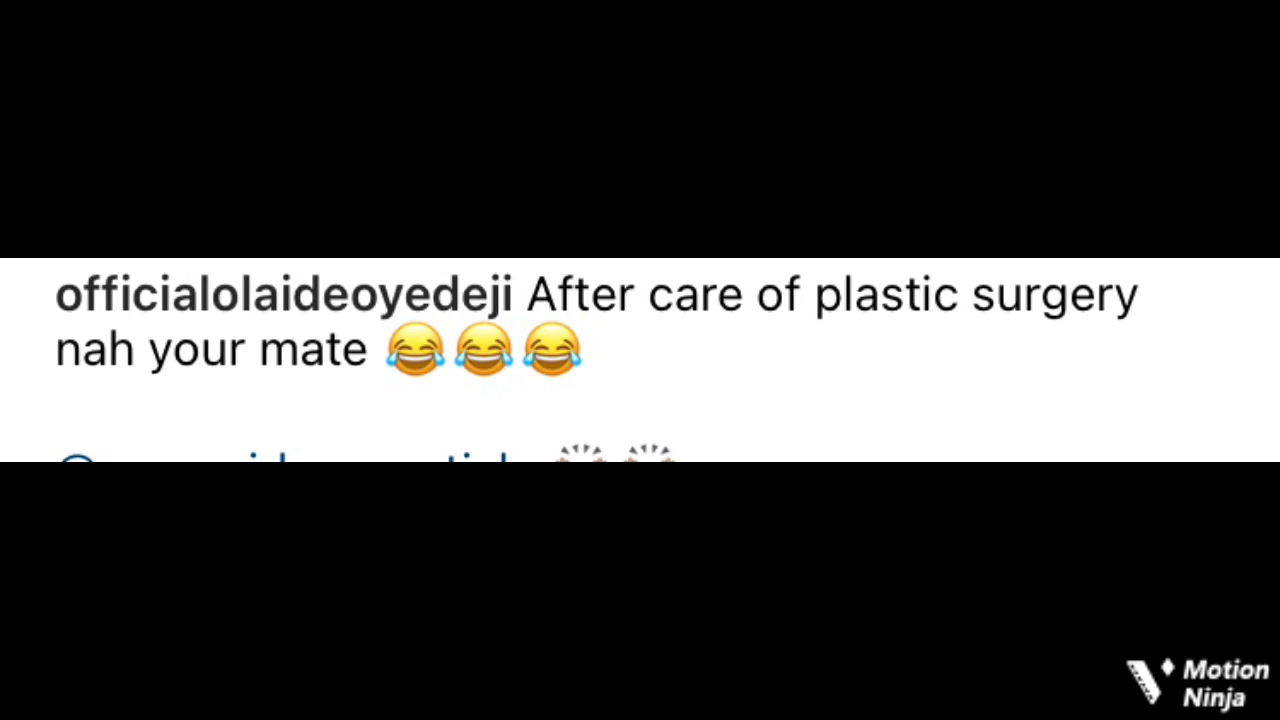 officialolaideoyedeji After care of plastic surgery
nah your mate 😂😂😂
Motion
Ninja